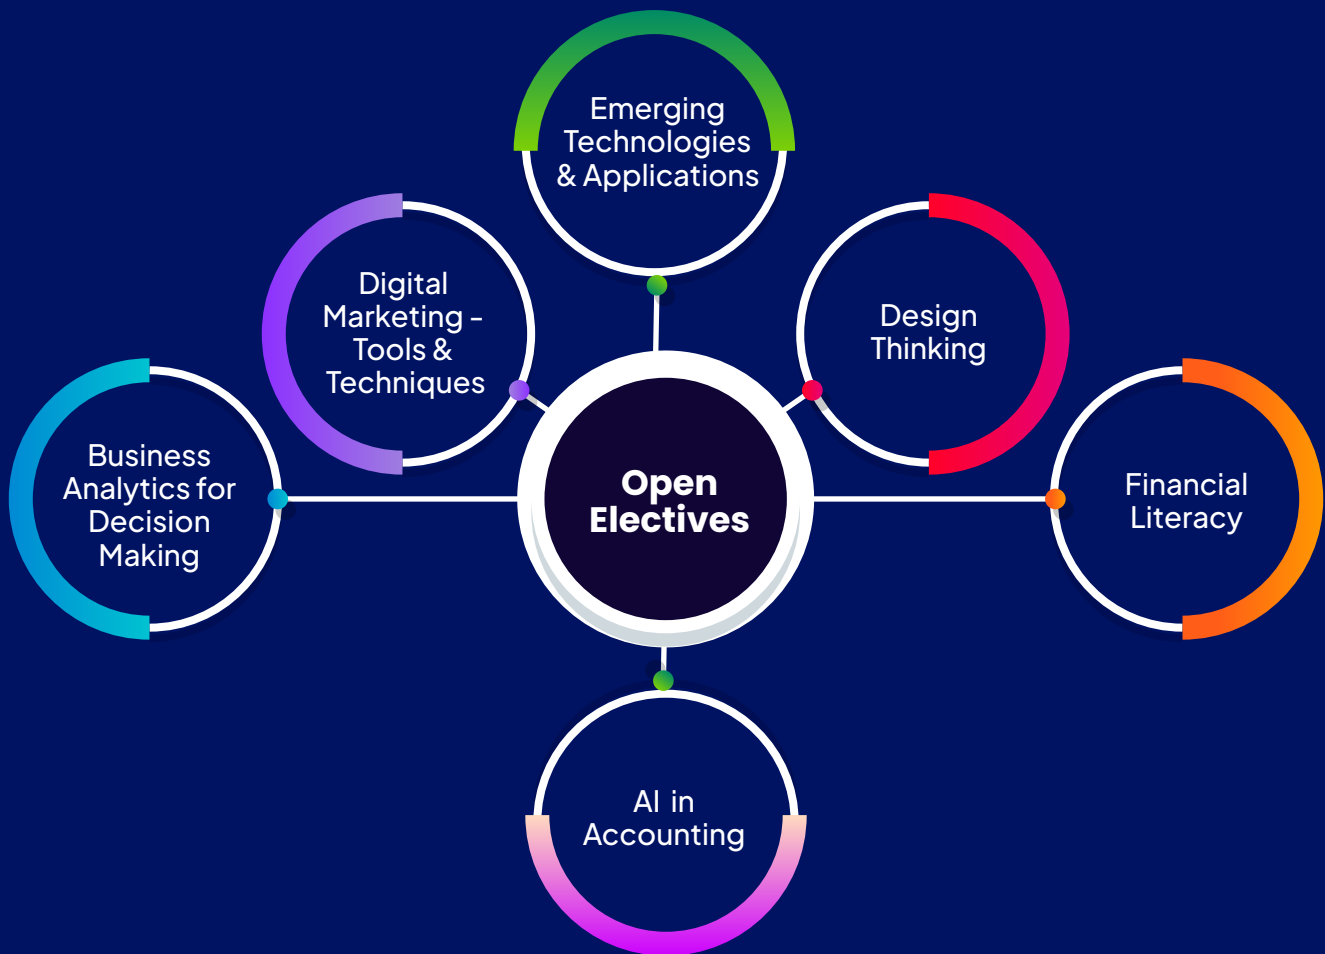 Emerging
Technologies
& Applications
Digital
Marketing -
Tools &
Techniques
Design
Thinking
Business
Analytics for
Decision
Making
Open
Electives
Financial
Literacy
AI in
Accounting